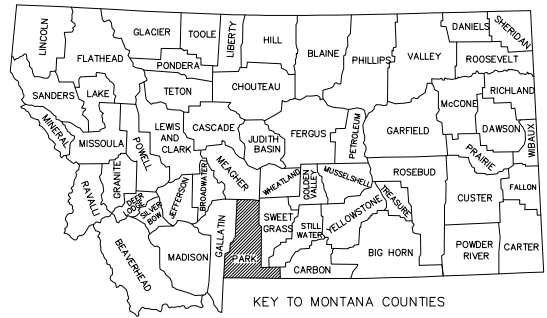 LINCOLN
FLATHEAD
GLACIER
TOOLE
LIBERTY
HILL
BLAINE
PHILLIPS
VALLEY
DANIELS
SHERIDAN
ROOSEVELT
PONDERA
SANDERS
LAKE
TETON
CHOUTEAU
McCONE
RICHLAND
MINERAL
MISSOULA
POWELL
LEWIS
AND
CLARK
CASCADE
JUDITH
BASIN
FERGUS
PETROLEUM
GARFIELD
DAWSON
WIBAUX
PRAIRIE
RAVALLI
GRANITE
DEER
LODGE
SILVER
BOW
JEFFERSON
BROADWATER
MEAGHER
WHEATLAND
GOLDEN
VALLEY
MUSSELSHELL
ROSEBUD
TREASURE
CUSTER
FALLON
BEAVERHEAD
MADISON
GALLATIN
PARK
SWEET
GRASS
STILL
WATER
YELLOWSTONE
CARBON
BIG HORN
POWDER
RIVER
CARTER
KEY TO MONTANA COUNTIES